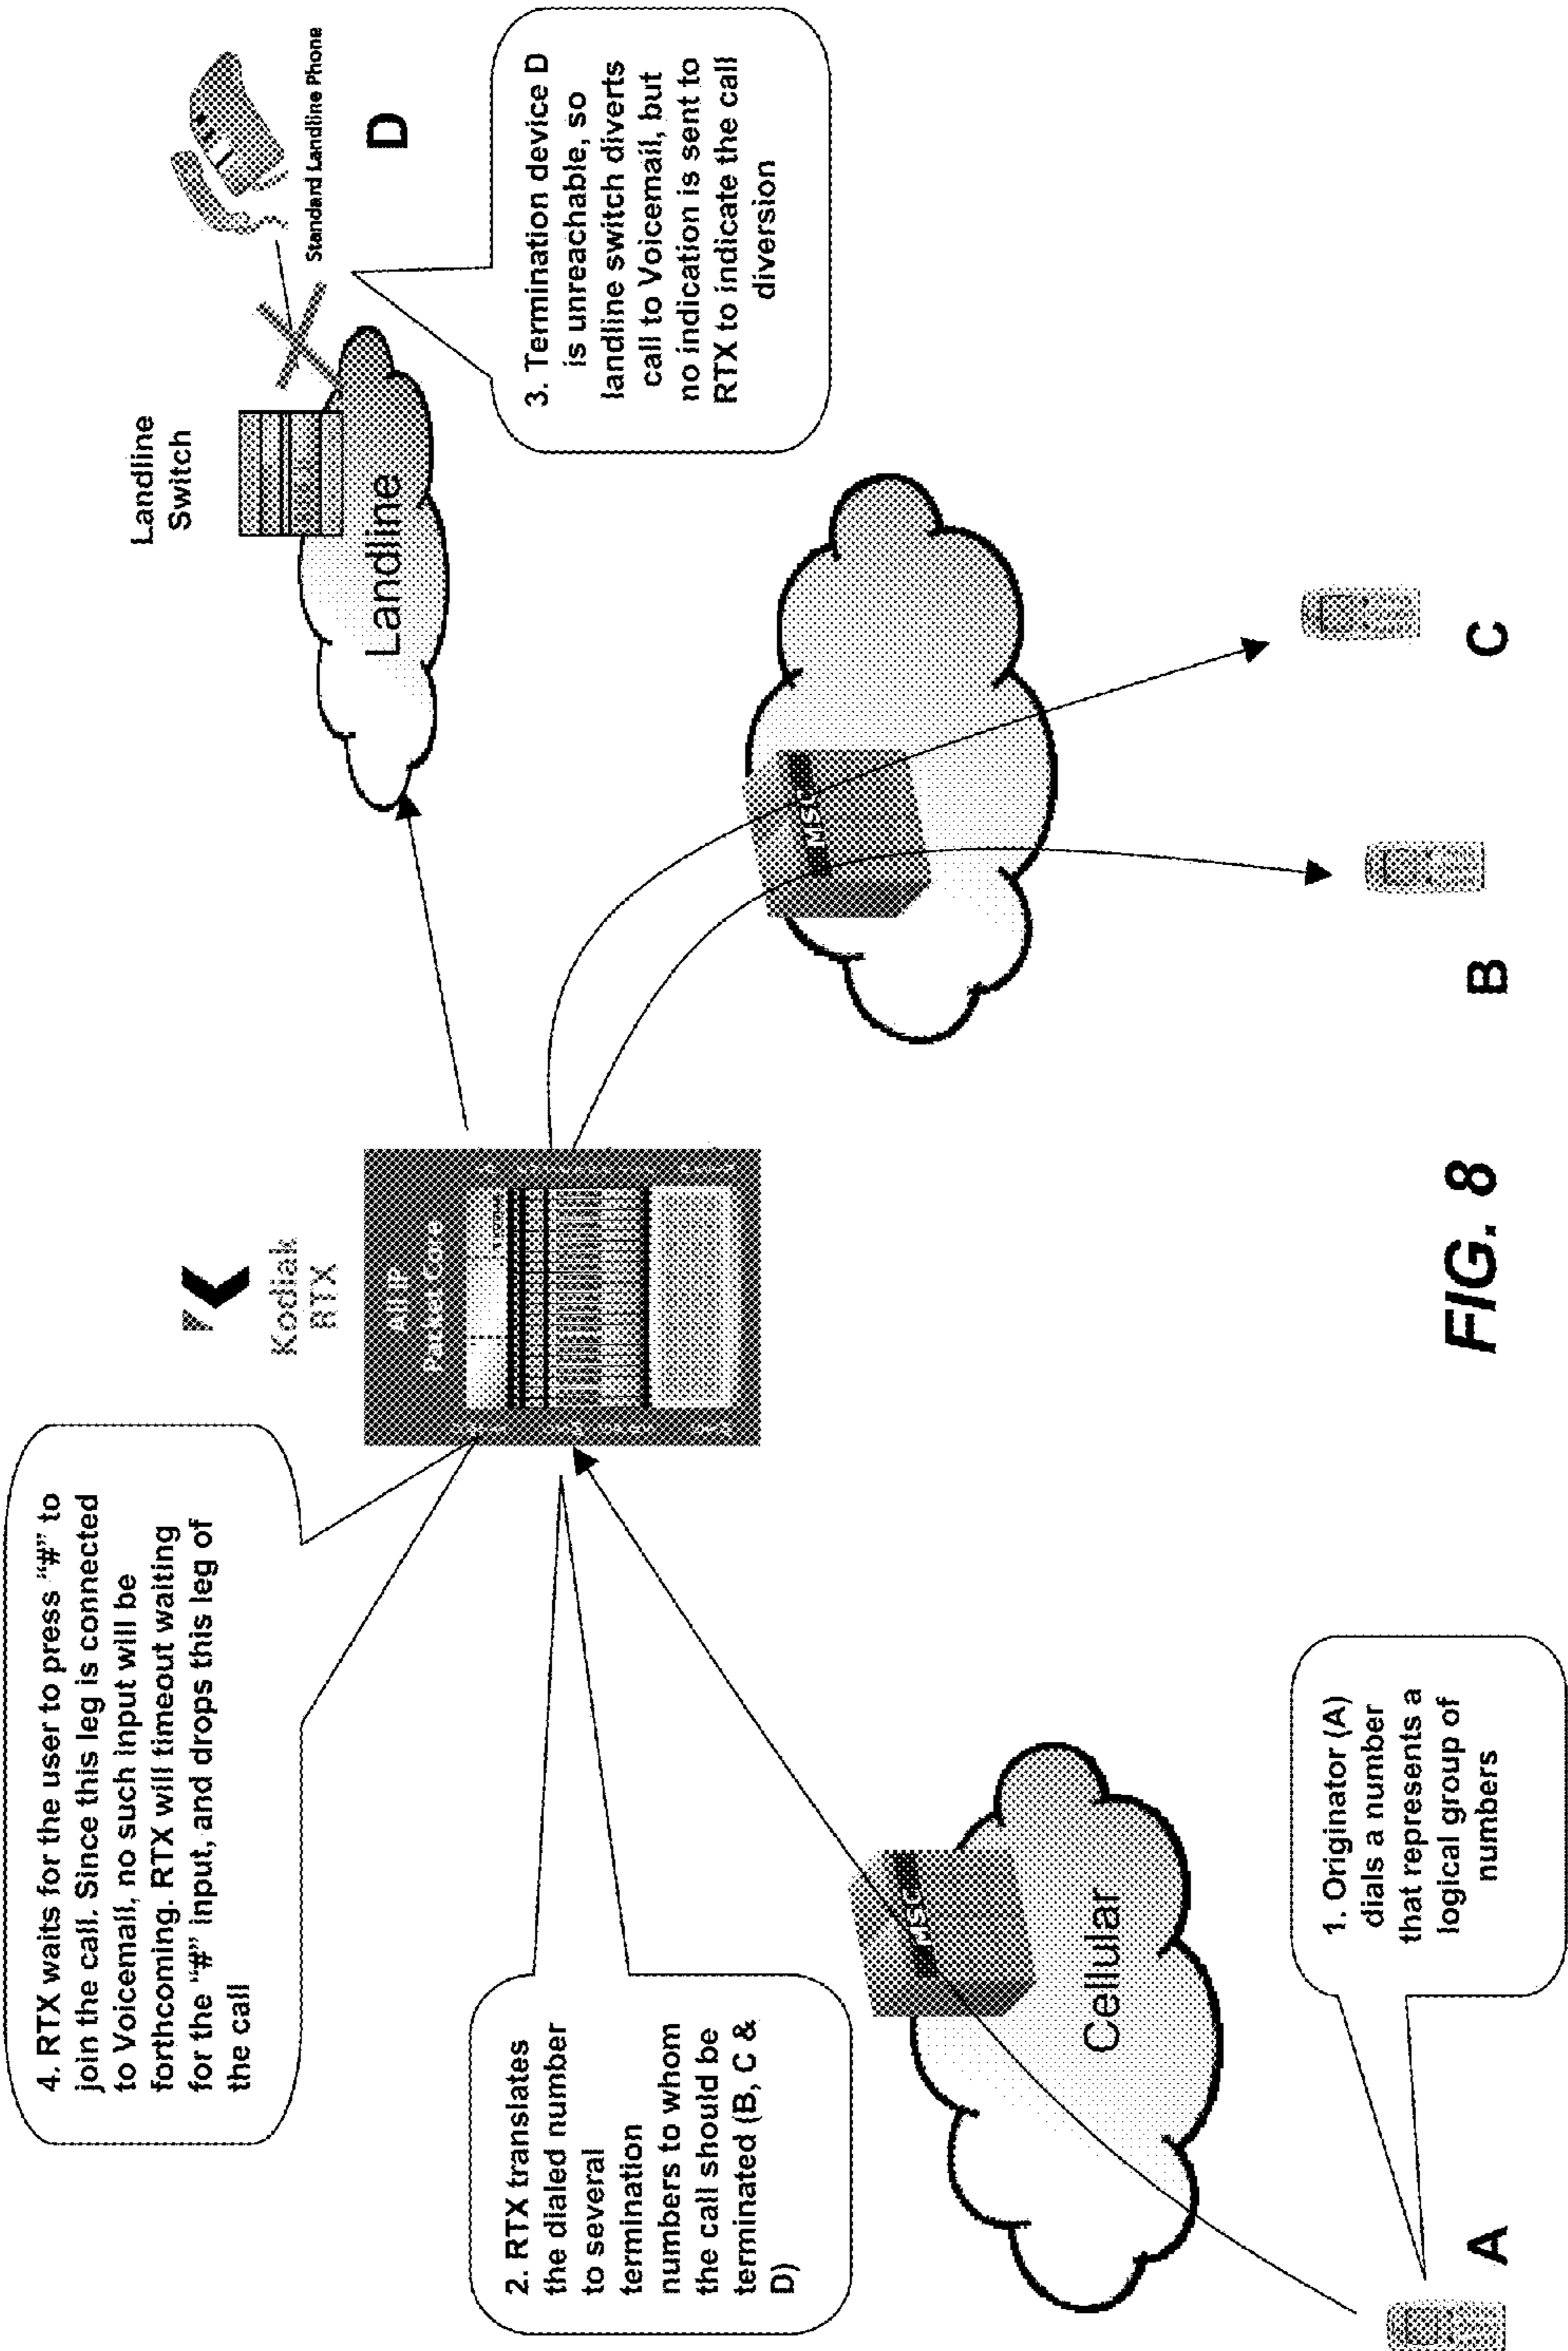 4. RTX waits for the user to press “#” to
join the call. Since this leg is connected
to Voicemail, no such input will be
forthcoming. RTX will timeout waiting
for the “#” input, and drops this leg of
the call
Kodiak
RTX
All IP
Packet Core
Landline
Switch
Landline
Standard Landline Phone
D
2. RTX translates
the dialed number
to several
termination
numbers to whom
the call should be
terminated (B, C &
D)
3. Termination device D
is unreachable, so
landline switch diverts
call to Voicemail, but
no indication is sent to
RTX to indicate the call
diversion
MSC
MSC
Cellular
1. Originator (A)
dials a number
that represents a
logical group of
numbers
A
B
C
FIG. 8